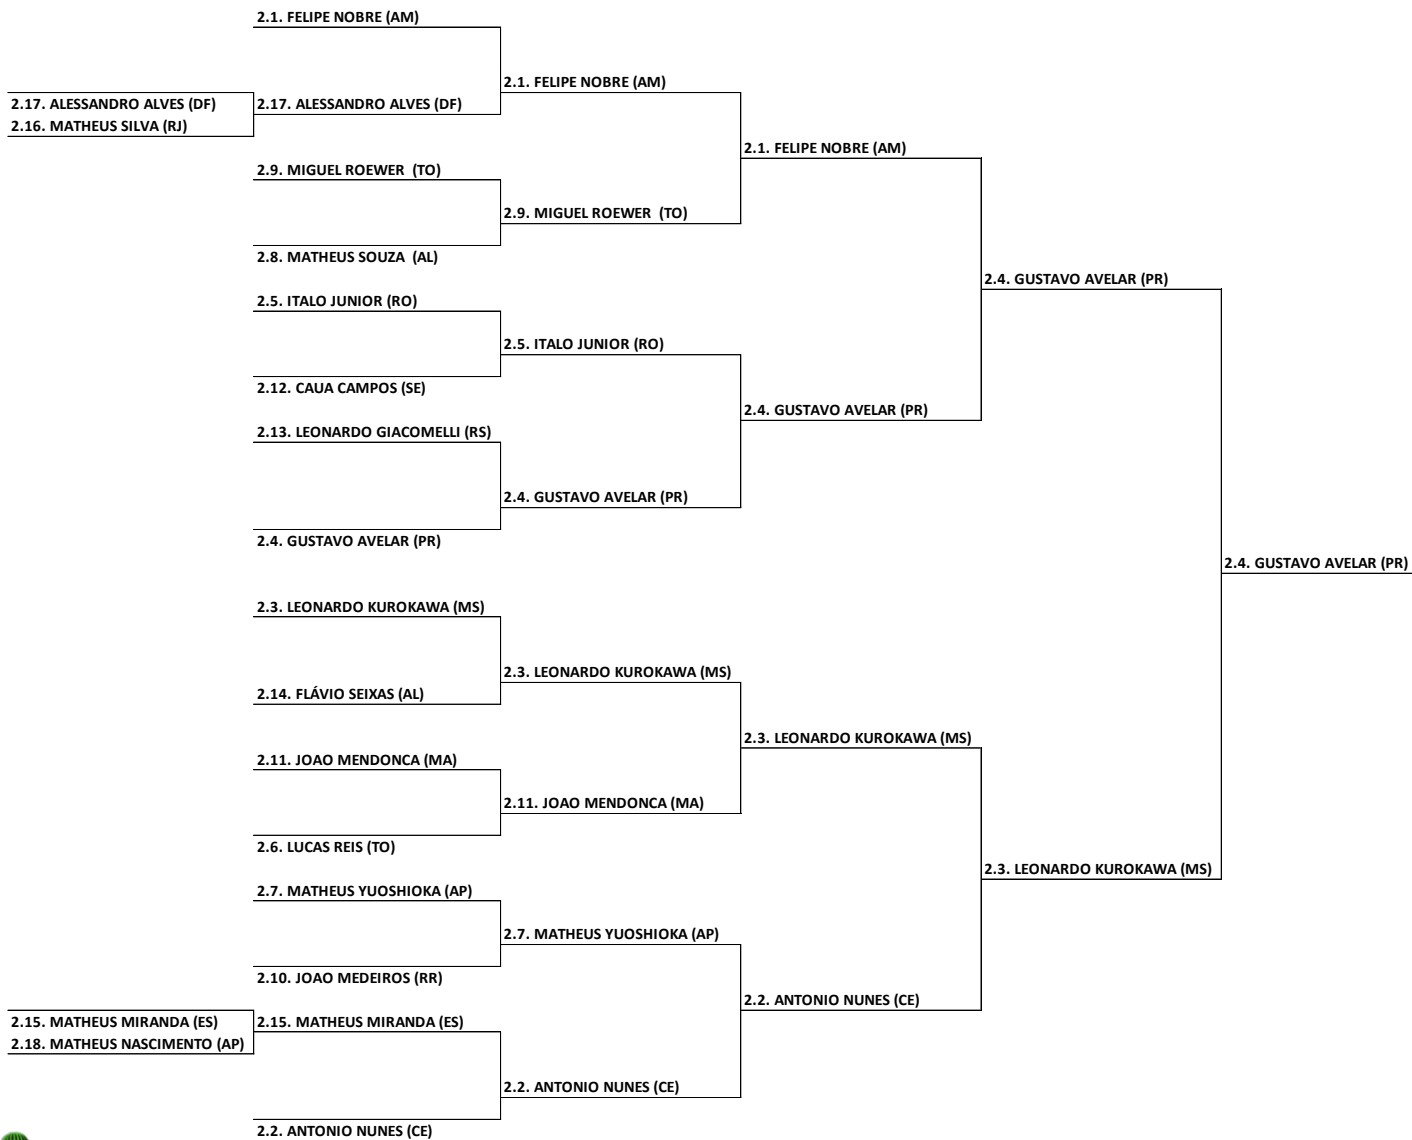 2.1. FELIPE NOBRE (AM)
2.1. FELIPE NOBRE (AM)
2.17. ALESSANDRO ALVES (DF)
2.17. ALESSANDRO ALVES (DF)
2.16. MATHEUS SILVA (RJ)
2.1. FELIPE NOBRE (AM)
2.9. MIGUEL ROEWER  (TO)
2.9. MIGUEL ROEWER  (TO)
2.8. MATHEUS SOUZA  (AL)
2.4. GUSTAVO AVELAR (PR)
2.5. ITALO JUNIOR (RO)
2.5. ITALO JUNIOR (RO)
2.12. CAUA CAMPOS (SE)
2.4. GUSTAVO AVELAR (PR)
2.13. LEONARDO GIACOMELLI (RS)
2.4. GUSTAVO AVELAR (PR)
2.4. GUSTAVO AVELAR (PR)
2.4. GUSTAVO AVELAR (PR)
2.3. LEONARDO KUROKAWA (MS)
2.3. LEONARDO KUROKAWA (MS)
2.14. FLÁVIO SEIXAS (AL)
2.3. LEONARDO KUROKAWA (MS)
2.11. JOAO MENDONCA (MA)
2.11. JOAO MENDONCA (MA)
2.6. LUCAS REIS (TO)
2.3. LEONARDO KUROKAWA (MS)
2.7. MATHEUS YUOSHIOKA (AP)
2.7. MATHEUS YUOSHIOKA (AP)
2.10. JOAO MEDEIROS (RR)
2.2. ANTONIO NUNES (CE)
2.15. MATHEUS MIRANDA (ES)
2.15. MATHEUS MIRANDA (ES)
2.18. MATHEUS NASCIMENTO (AP)
2.2. ANTONIO NUNES (CE)
2.2. ANTONIO NUNES (CE)